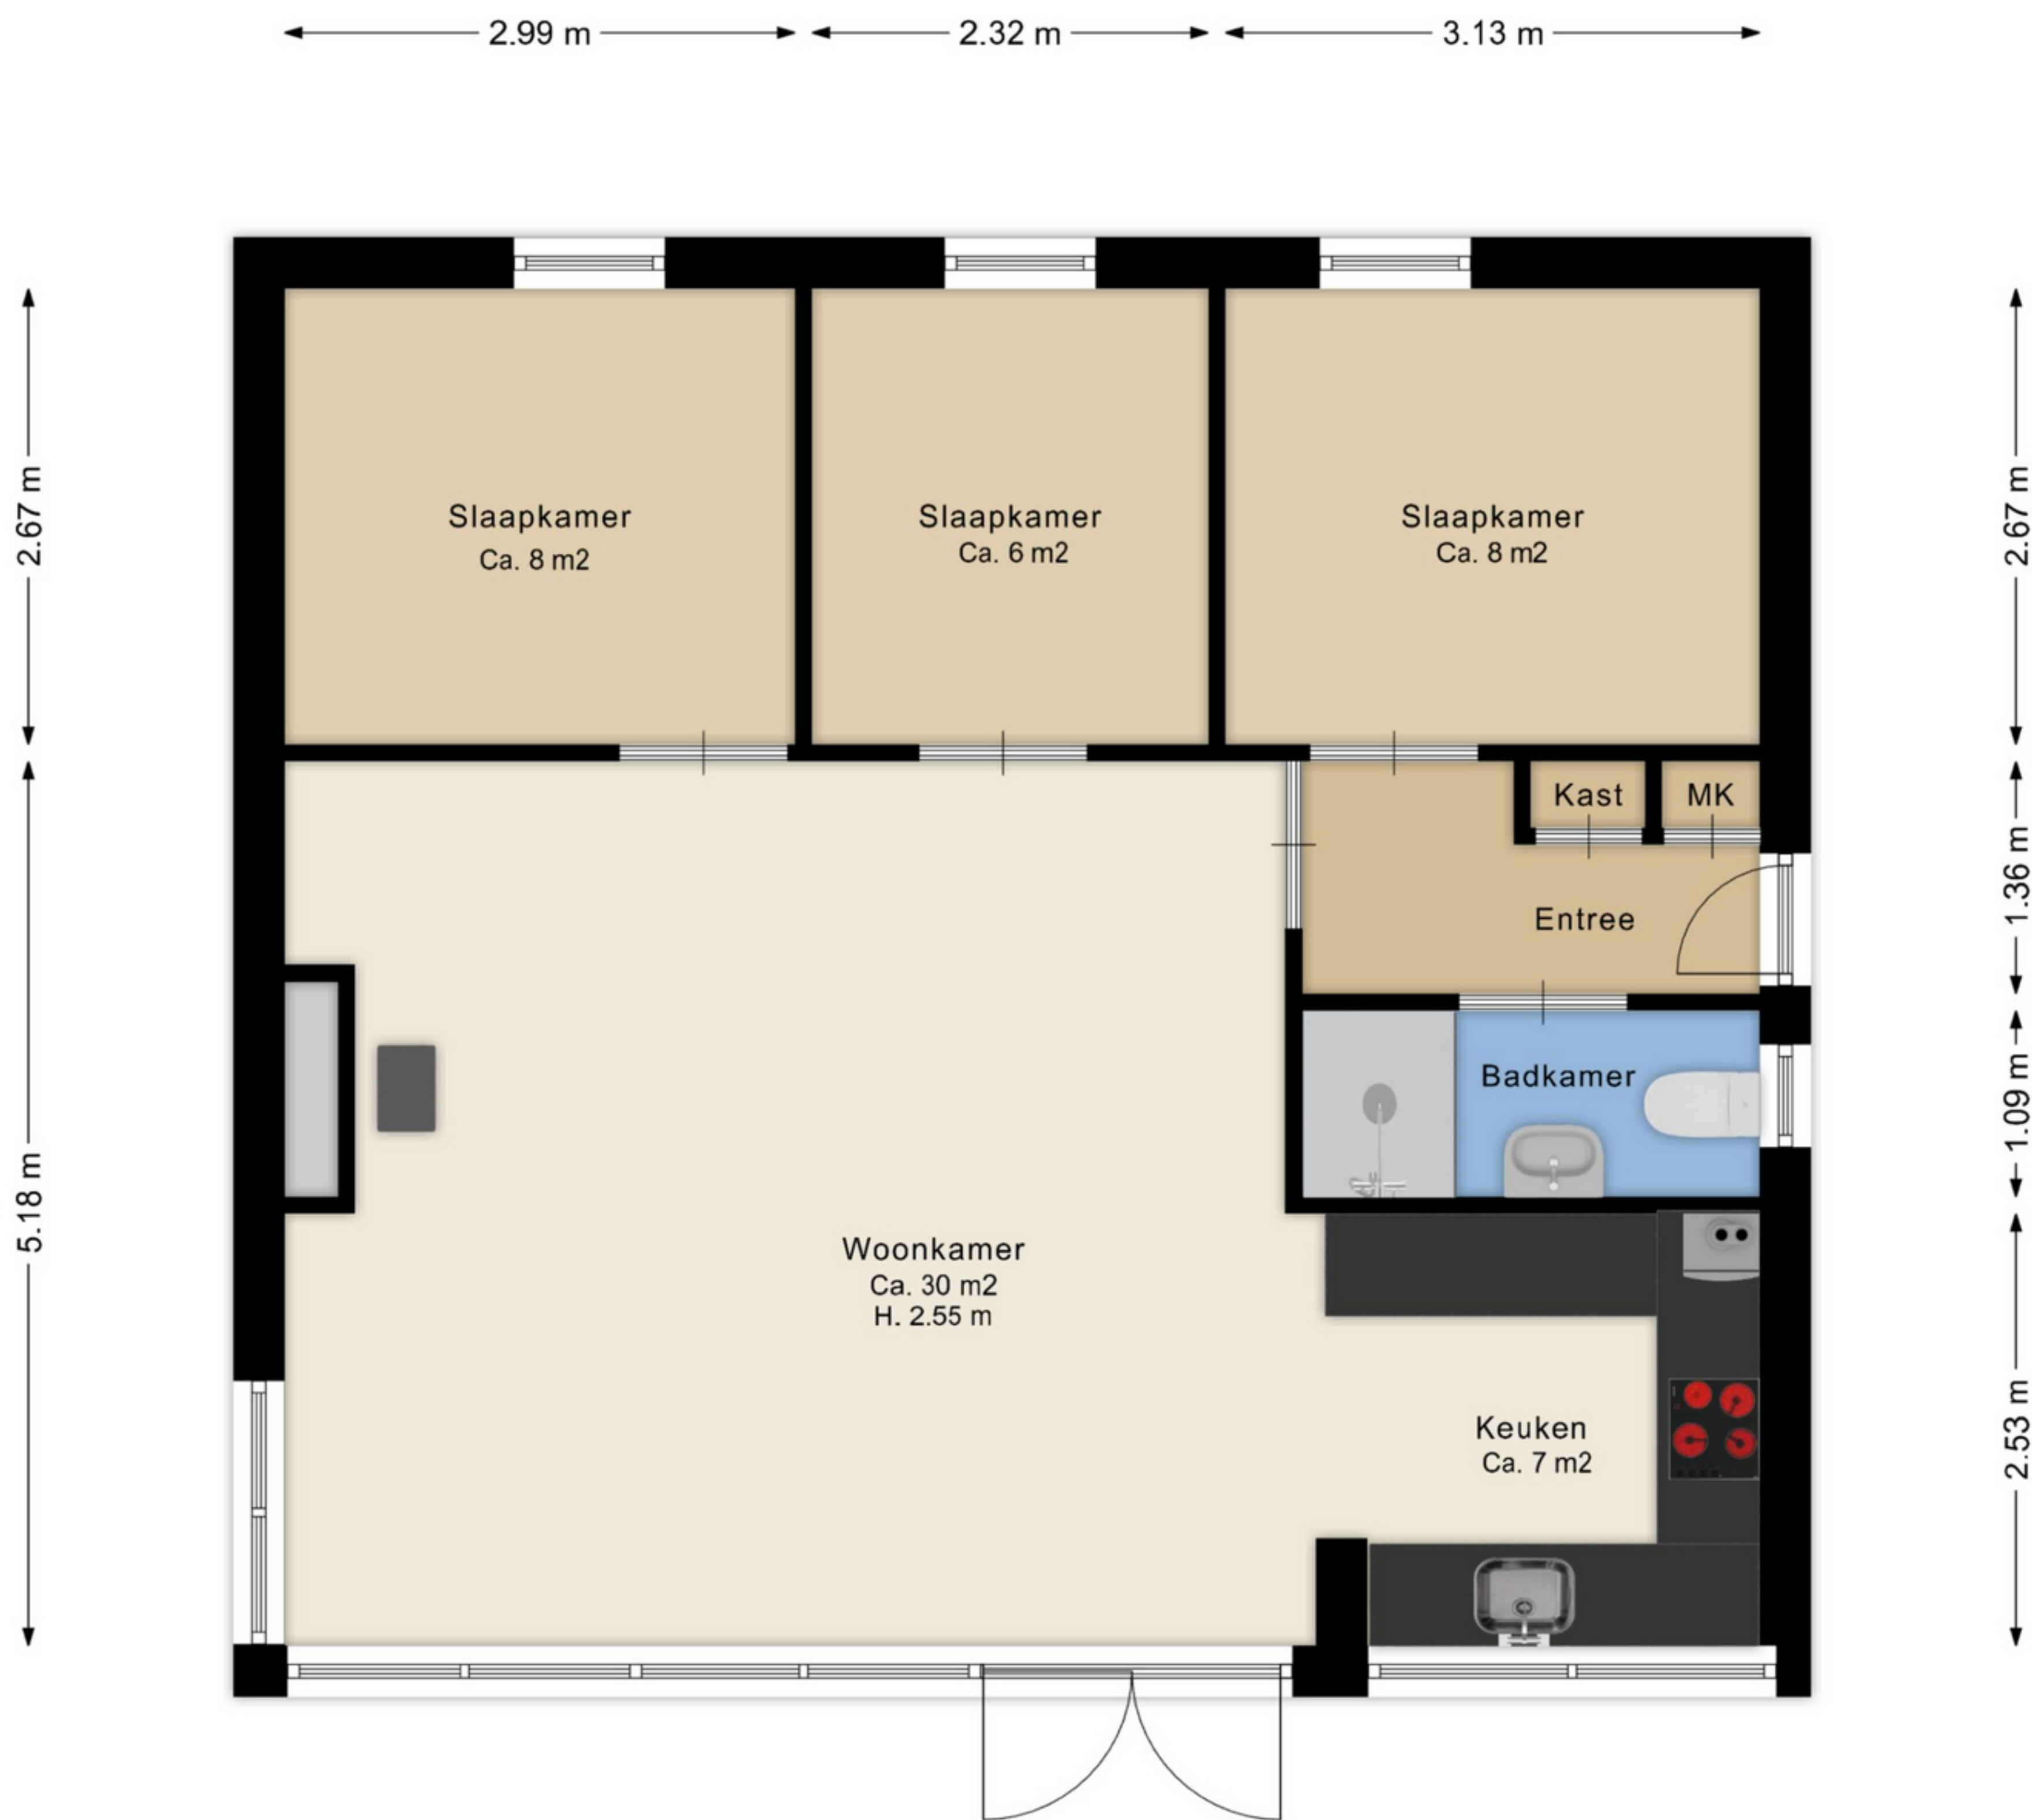 2.99 m
2.32 m
3.13 m
2.67 m
2.67 m
Slaapkamer
Ca. 8 m2
Slaapkamer
Ca. 6 m2
Slaapkamer
Ca. 8 m2
Kast
MK
1.36 m
Entree
Badkamer
1.09 m
5.18 m
Woonkamer
Ca. 30 m2
H. 2.55 m
Keuken
Ca. 7 m2
2.53 m